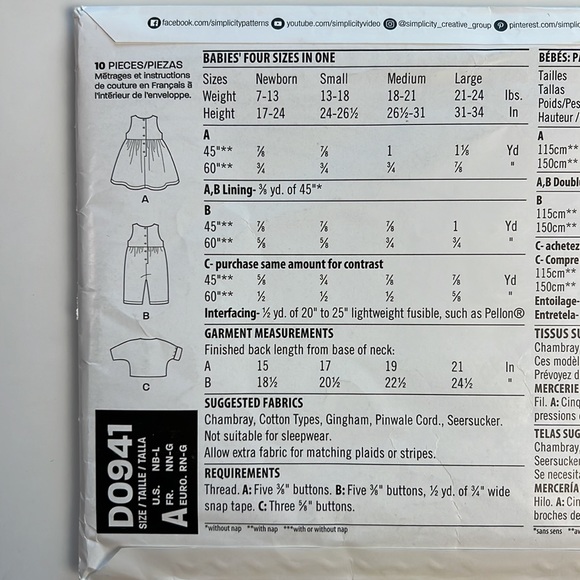 facebook.com/simplicitypatterns youtube.com/simplicityvideo @simplicity_creative_group pinterest.com/simplic
10 PIECES/PIEZAS
Métrages et instructions
de couture en Français à
l'intérieur de l'enveloppe.
A
B
C
D0941
SIZE / TAILLE / TALLA
A
U.S. NB-L
FR. NN-G
EURO. RN-G
BABIES' FOUR SIZES IN ONE
Sizes Newborn Small Medium Large
Weight 7-13 13-18 18-21 21-24 lbs.
Height 17-24 24-26½ 26½-31 31-34 In
A
45"** ⅞ ⅞ 1 1⅛ Yd
60"** ¾ ¾ ¾ ⅞ "
A,B Lining- ⅜ yd. of 45"*
B
45"** ⅞ ⅞ ⅞ 1 Yd
60"** ⅝ ⅝ ¾ ¾ "
C- purchase same amount for contrast
45"** ⅝ ¾ ⅞ ⅞ Yd
60"** ½ ½ ½ ⅝ "
Interfacing- ½ yd. of 20" to 25" lightweight fusible, such as Pellon®
GARMENT MEASUREMENTS
Finished back length from base of neck:
A 15 17 19 21 In
B 18½ 20½ 22½ 24½ "
SUGGESTED FABRICS
Chambray, Cotton Types, Gingham, Pinwale Cord., Seersucker.
Not suitable for sleepwear.
Allow extra fabric for matching plaids or stripes.
REQUIREMENTS
Thread. A: Five ⅜" buttons. B: Five ⅜" buttons, ½ yd. of ¾" wide
snap tape. C: Three ⅝" buttons.
*without nap **with nap ***with or without nap
BÉBÉS: PA
Tailles
Tallas
Poids/Pes
Hauteur /
A
115cm**
150cm**
A,B Doubl
B
115cm**
150cm**
C- achetez
C- Compre
115cm**
150cm**
Entoilage-
Entretela-
TISSUS SU
Chambray,
Ces modèl
Prévoyez d
MERCERIE
Fil. A: Cinq
pressions d
TELAS SUG
Chambray,
Seersucker
Se necesita
MERCERÍA
Hilo. A: Cin
broches de
*sans sens **av